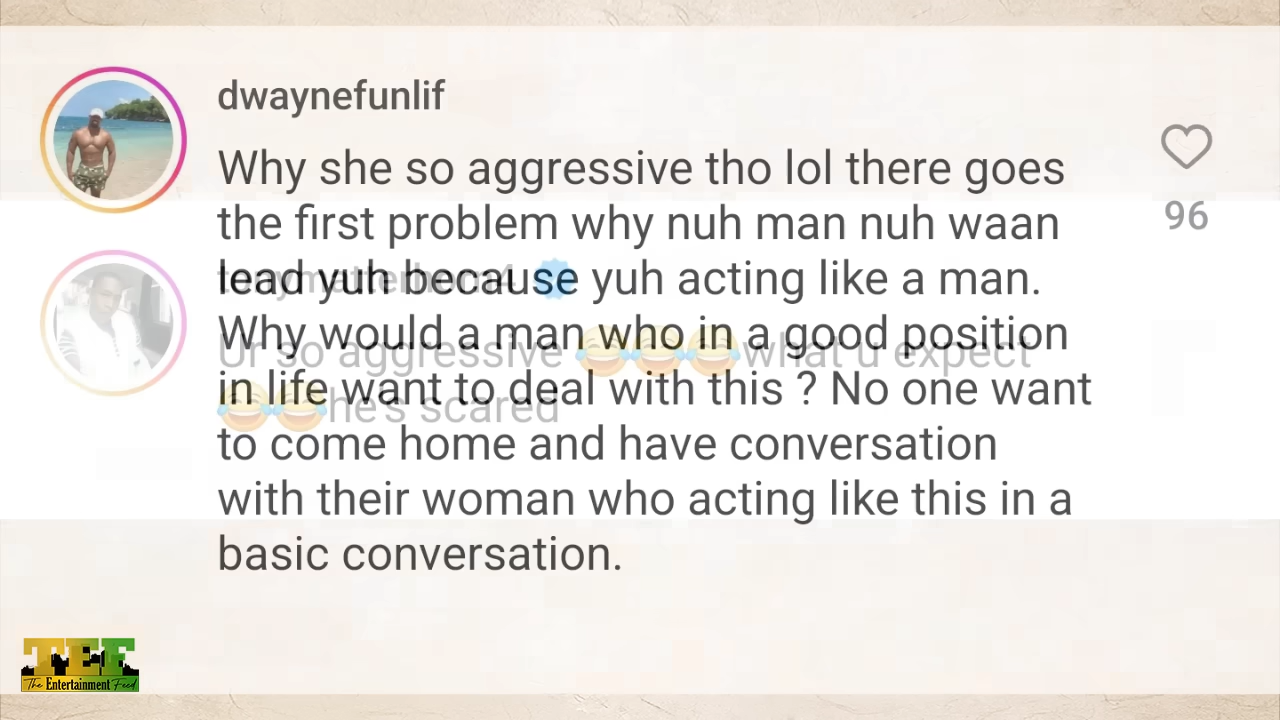 dwaynefunlif
Why she so aggressive tho lol there goes
the first problem why nuh man nuh waan
lead yuh because yuh acting like a man.
Why would a man who in a good position
in life want to deal with this ? No one want
to come home and have conversation
with their woman who acting like this in a
basic conversation.
96
Ur so aggressive 😂😂😂what u expect
😂😂he's scared
TEF
The Entertainment Feed